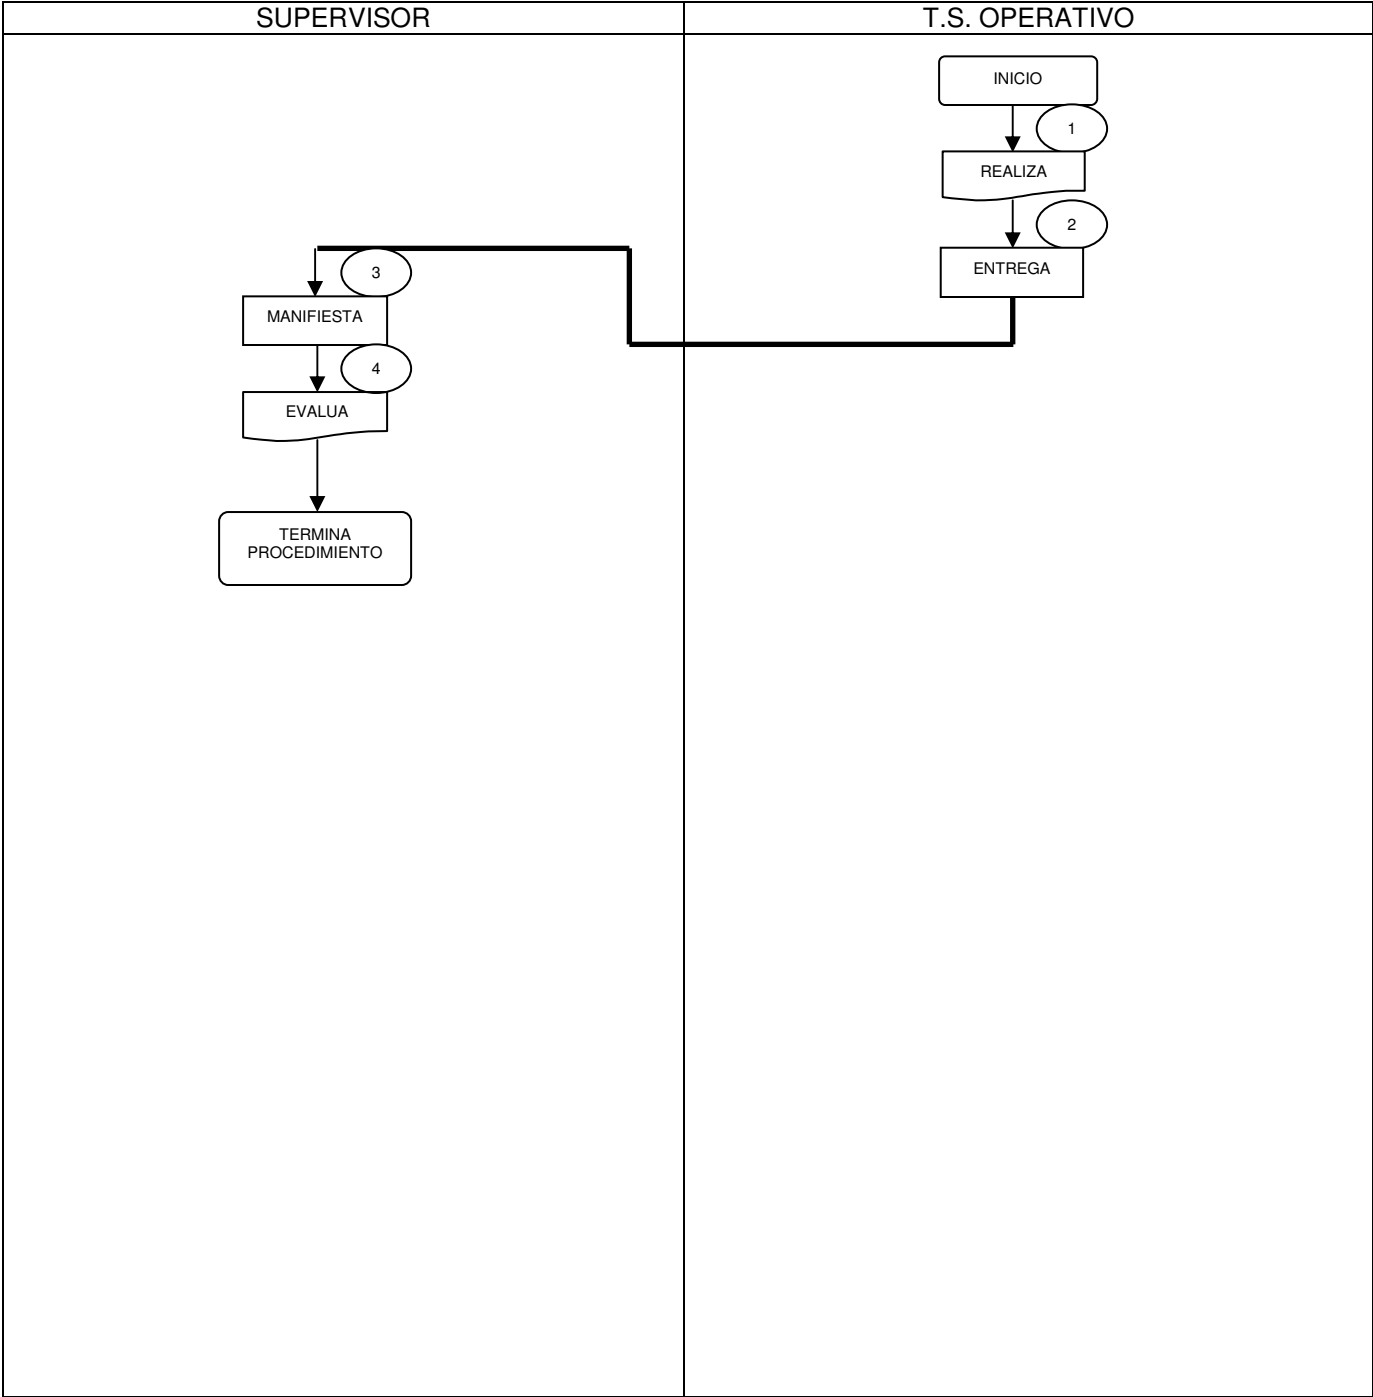 SUPERVISOR
T.S. OPERATIVO
INICIO
1
REALIZA
2
ENTREGA
3
MANIFIESTA
4
EVALUA
TERMINA
PROCEDIMIENTO